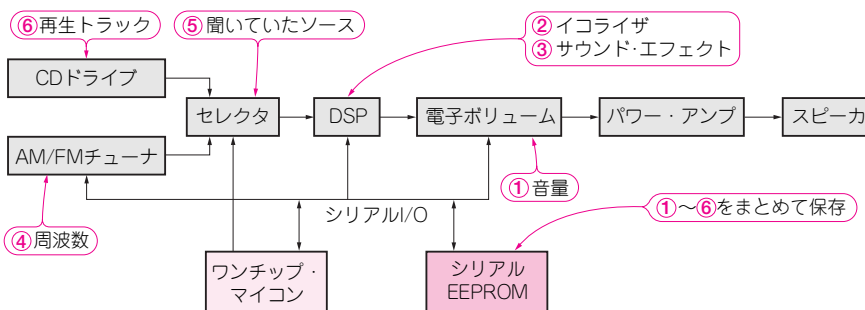 ⑥再生トラック
⑤聞いていたソース
②イコライザ
③サウンド・エフェクト
CDドライブ
セレクタ
DSP
電子ボリューム
パワー・アンプ
スピーカ
AM/FMチューナ
①音量
シリアルI/O
①～⑥をまとめて保存
④周波数
ワンチップ・
マイコン
シリアル
EEPROM